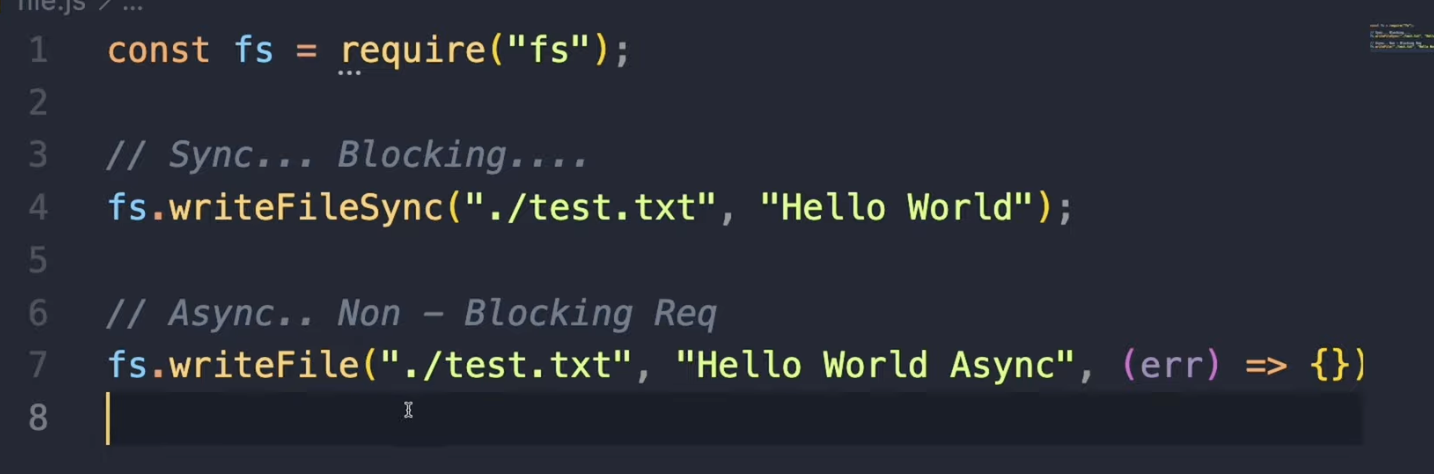 file.js > ...
1 const fs = require("fs");
2
3 // Sync... Blocking....
4 fs.writeFileSync("./test.txt", "Hello World");
5
6 // Async.. Non - Blocking Req
7 fs.writeFile("./test.txt", "Hello World Async", (err) => {})
8